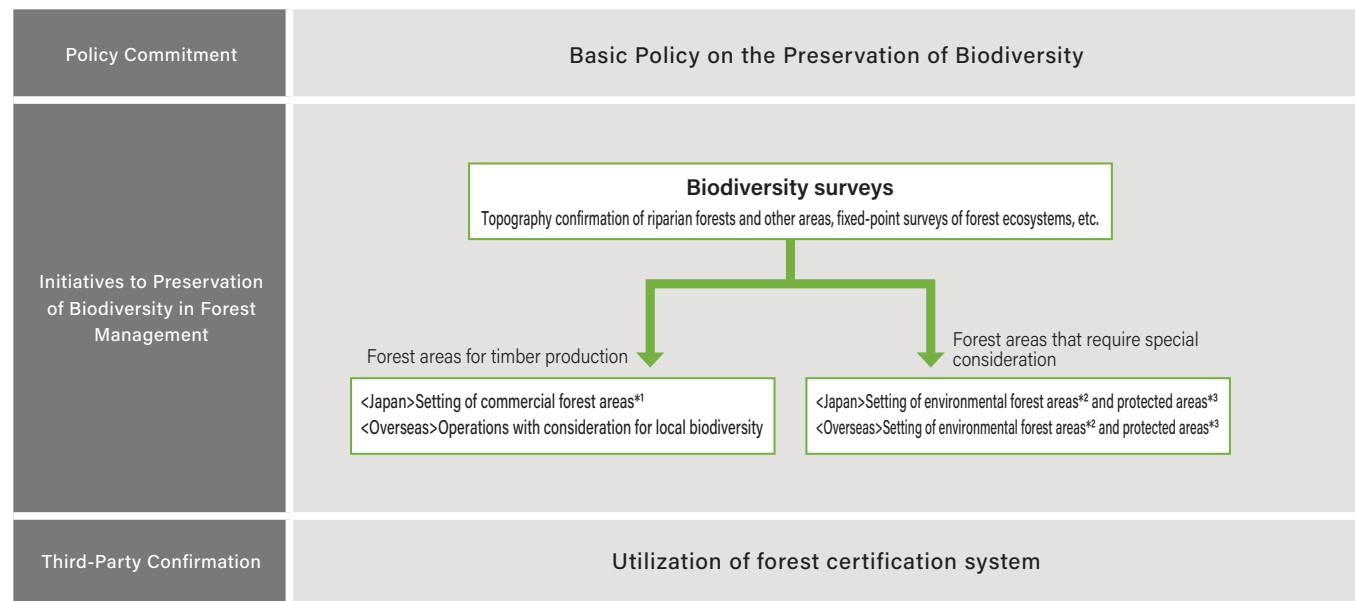 Policy Commitment
Basic Policy on the Preservation of Biodiversity
Initiatives to Preservation
of Biodiversity in Forest
Management
Biodiversity surveys
Topography confirmation of riparian forests and other areas, fixed-point surveys of forest ecosystems, etc.
Forest areas for timber production
<Japan>Setting of commercial forest areas*1
<Overseas>Operations with consideration for local biodiversity
Forest areas that require special
consideration
<Japan>Setting of environmental forest areas*2 and protected areas*3
<Overseas>Setting of environmental forest areas*2 and protected areas*3
Third-Party Confirmation
Utilization of forest certification system